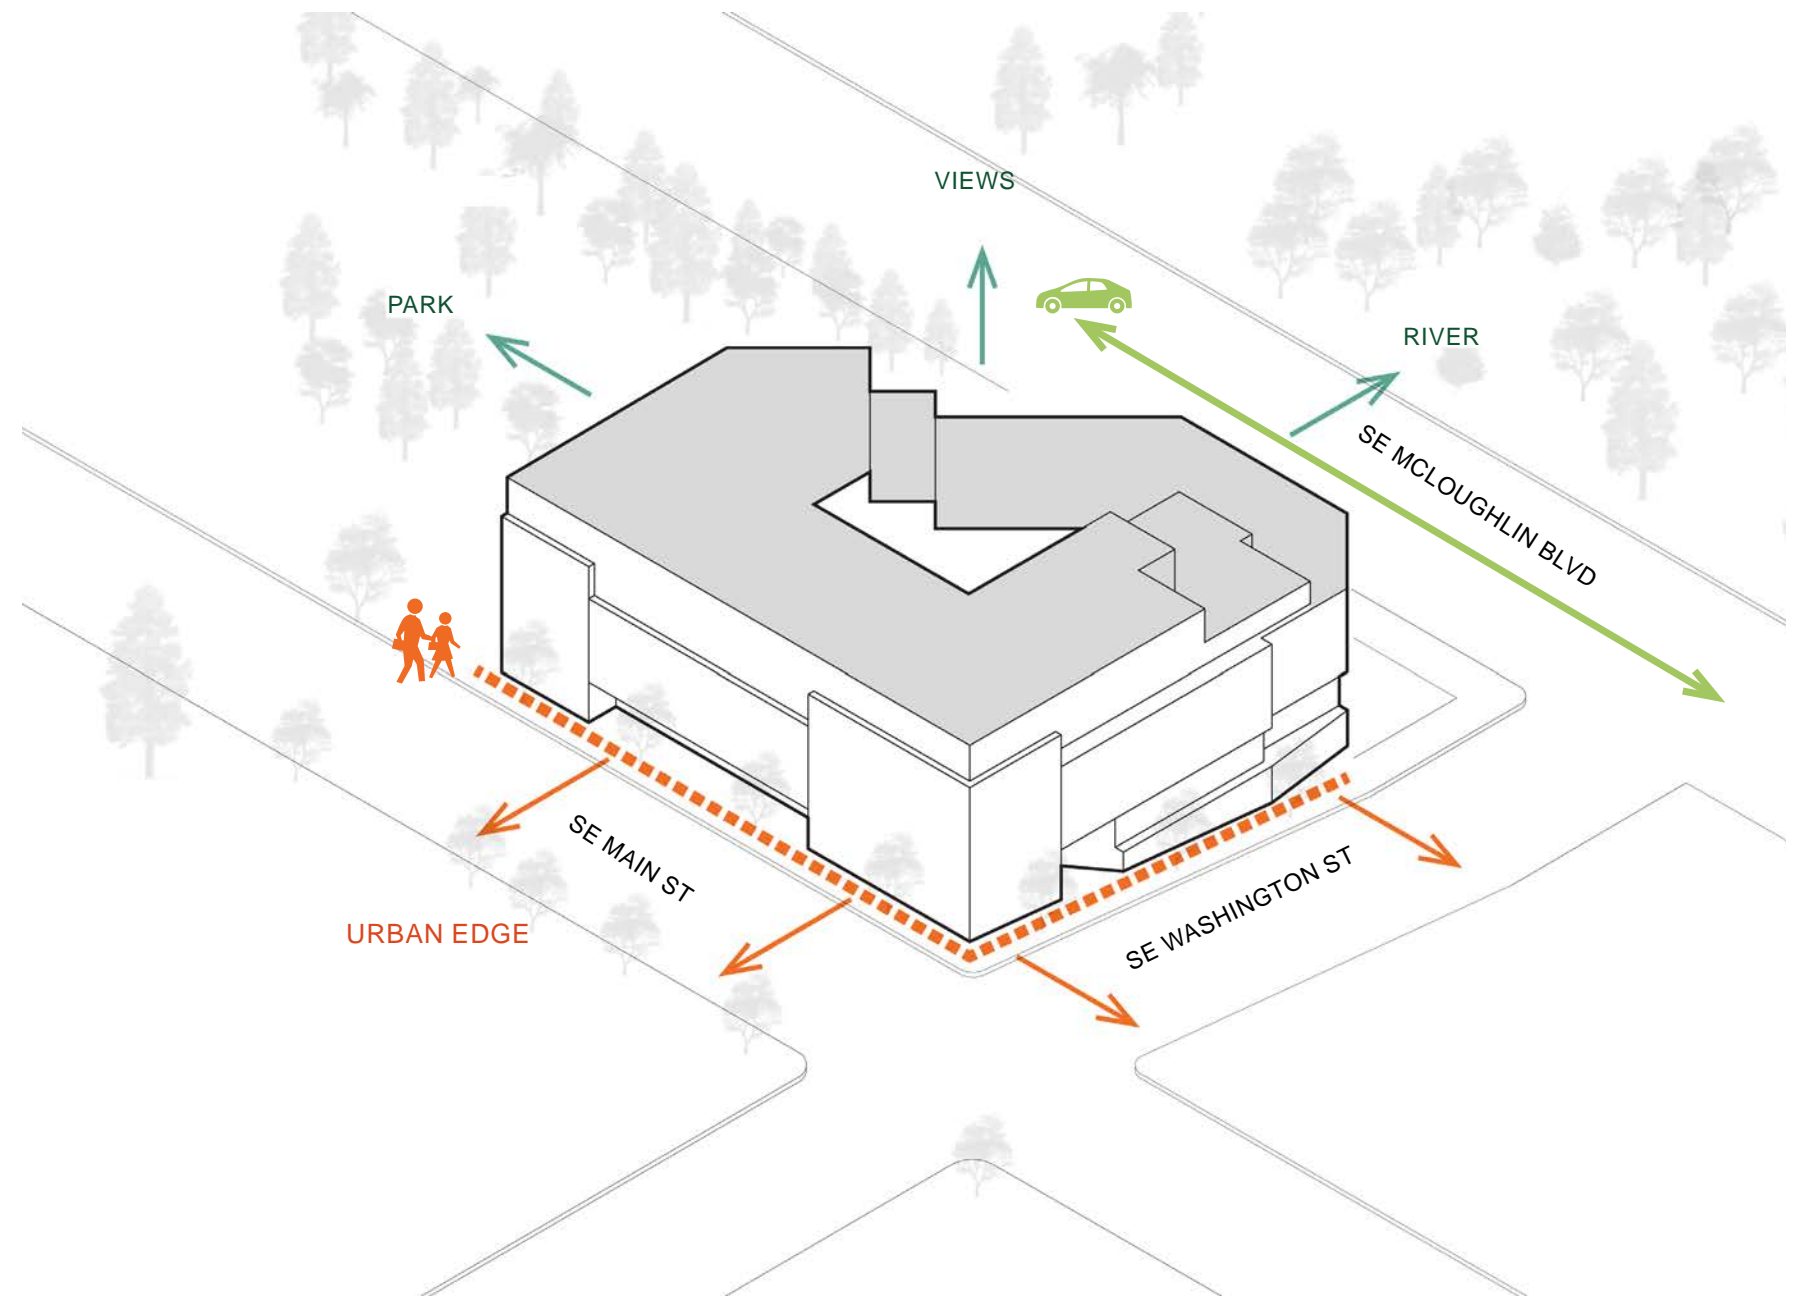 VIEWS
PARK
RIVER
SE MCLOUGHLIN BLVD
SE MAIN ST
SE WASHINGTON ST
URBAN EDGE